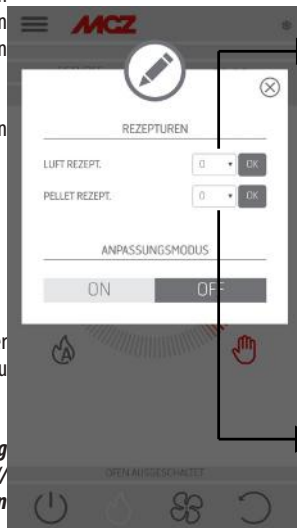 MCZ
REZEPTUREN
LUFT REZEPT. 0 OK
PELLET REZEPT. 0 OK
ANPASSUNGSMODUS
ON OFF
A
OFEN AUSGESCHALTET